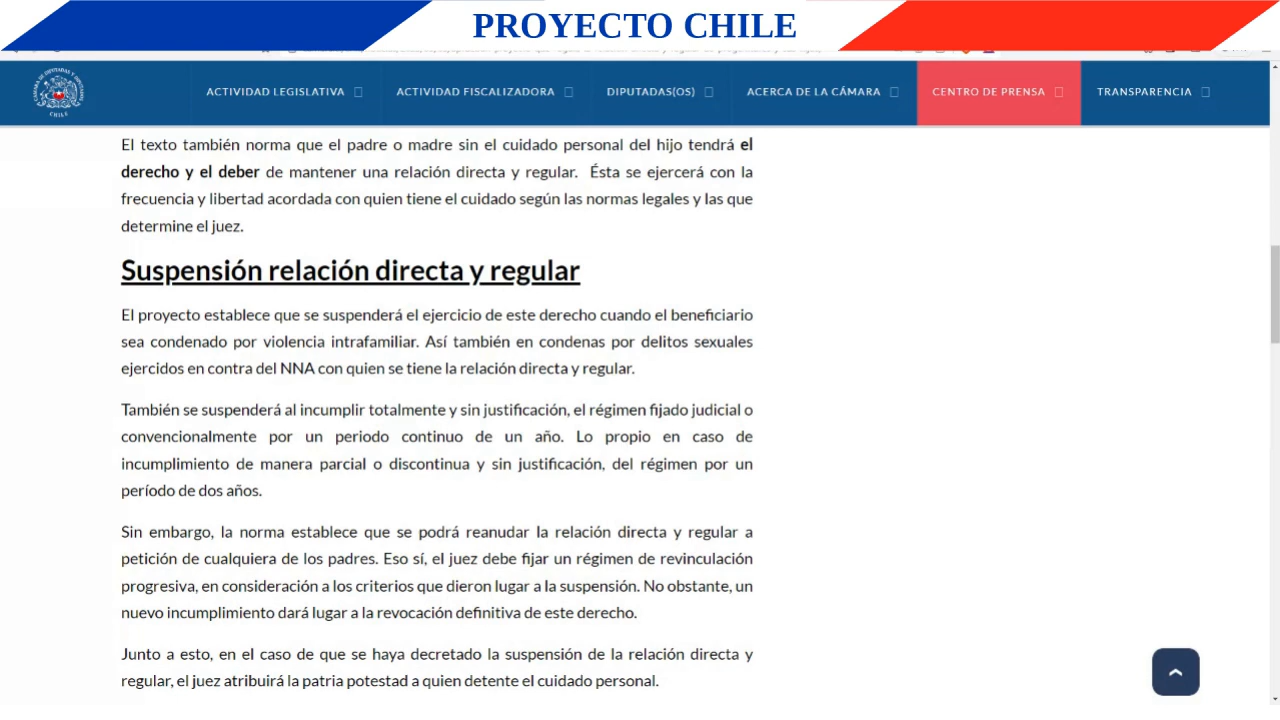 PROYECTO CHILE
CÁMARA DE DIPUTADAS Y DIPUTADOS
CHILE
ACTIVIDAD LEGISLATIVA
ACTIVIDAD FISCALIZADORA
DIPUTADAS(OS)
ACERCA DE LA CÁMARA
CENTRO DE PRENSA
TRANSPARENCIA
El texto también norma que el padre o madre sin el cuidado personal del hijo tendrá el
derecho y el deber de mantener una relación directa y regular. Ésta se ejercerá con la
frecuencia y libertad acordada con quien tiene el cuidado según las normas legales y las que
determine el juez.
Suspensión relación directa y regular
El proyecto establece que se suspenderá el ejercicio de este derecho cuando el beneficiario
sea condenado por violencia intrafamiliar. Así también en condenas por delitos sexuales
ejercidos en contra del NNA con quien se tiene la relación directa y regular.
También se suspenderá al incumplir totalmente y sin justificación, el régimen fijado judicial o
convencionalmente por un periodo continuo de un año. Lo propio en caso de
incumplimiento de manera parcial o discontinua y sin justificación, del régimen por un
período de dos años.
Sin embargo, la norma establece que se podrá reanudar la relación directa y regular a
petición de cualquiera de los padres. Eso sí, el juez debe fijar un régimen de revinculación
progresiva, en consideración a los criterios que dieron lugar a la suspensión. No obstante, un
nuevo incumplimiento dará lugar a la revocación definitiva de este derecho.
Junto a esto, en el caso de que se haya decretado la suspensión de la relación directa y
regular, el juez atribuirá la patria potestad a quien detente el cuidado personal.